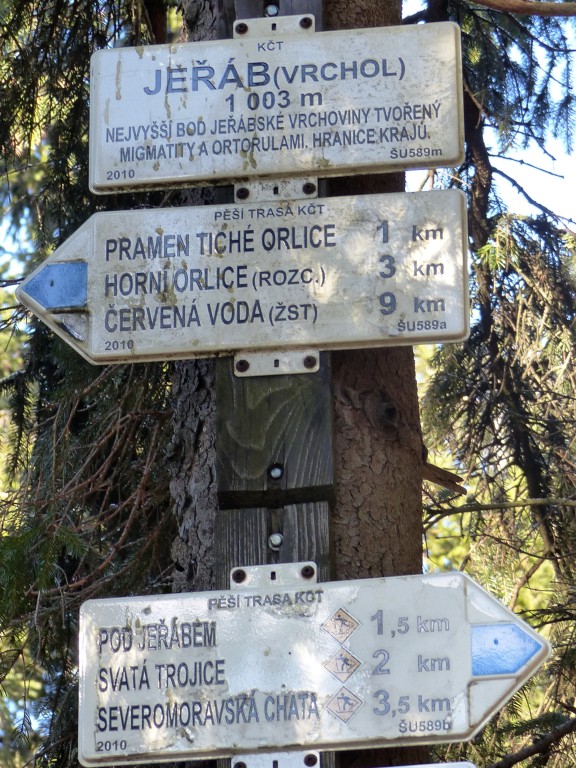 KČT
JEŘÁB (VRCHOL)
1 003 m
NEJVYŠŠÍ BOD JEŘÁBSKÉ VRCHOVINY TVOŘENÝ
MIGMATITY A ORTORULAMI. HRANICE KRAJŮ.
2010 ŠU589m
PĚŠÍ TRASA KČT
PRAMEN TICHÉ ORLICE 1 km
HORNÍ ORLICE (ROZC.) 3 km
ČERVENÁ VODA (ŽST) 9 km
2010 ŠU589a
PĚŠÍ TRASA KČT
POD JEŘÁBEM 1,5 km
SVATÁ TROJICE 2 km
SEVEROMORAVSKÁ CHATA 3,5 km
2010 ŠU589b